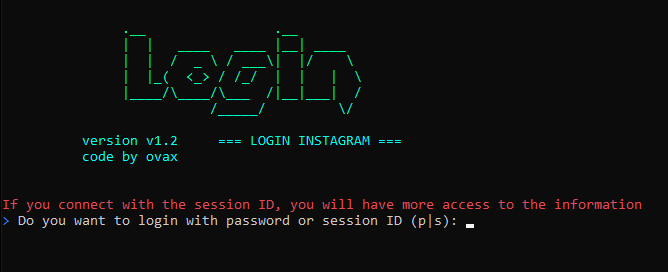 Login
version v1.2 === LOGIN INSTAGRAM ===
code by ovax
If you connect with the session ID, you will have more access to the information
> Do you want to login with password or session ID (p|s):